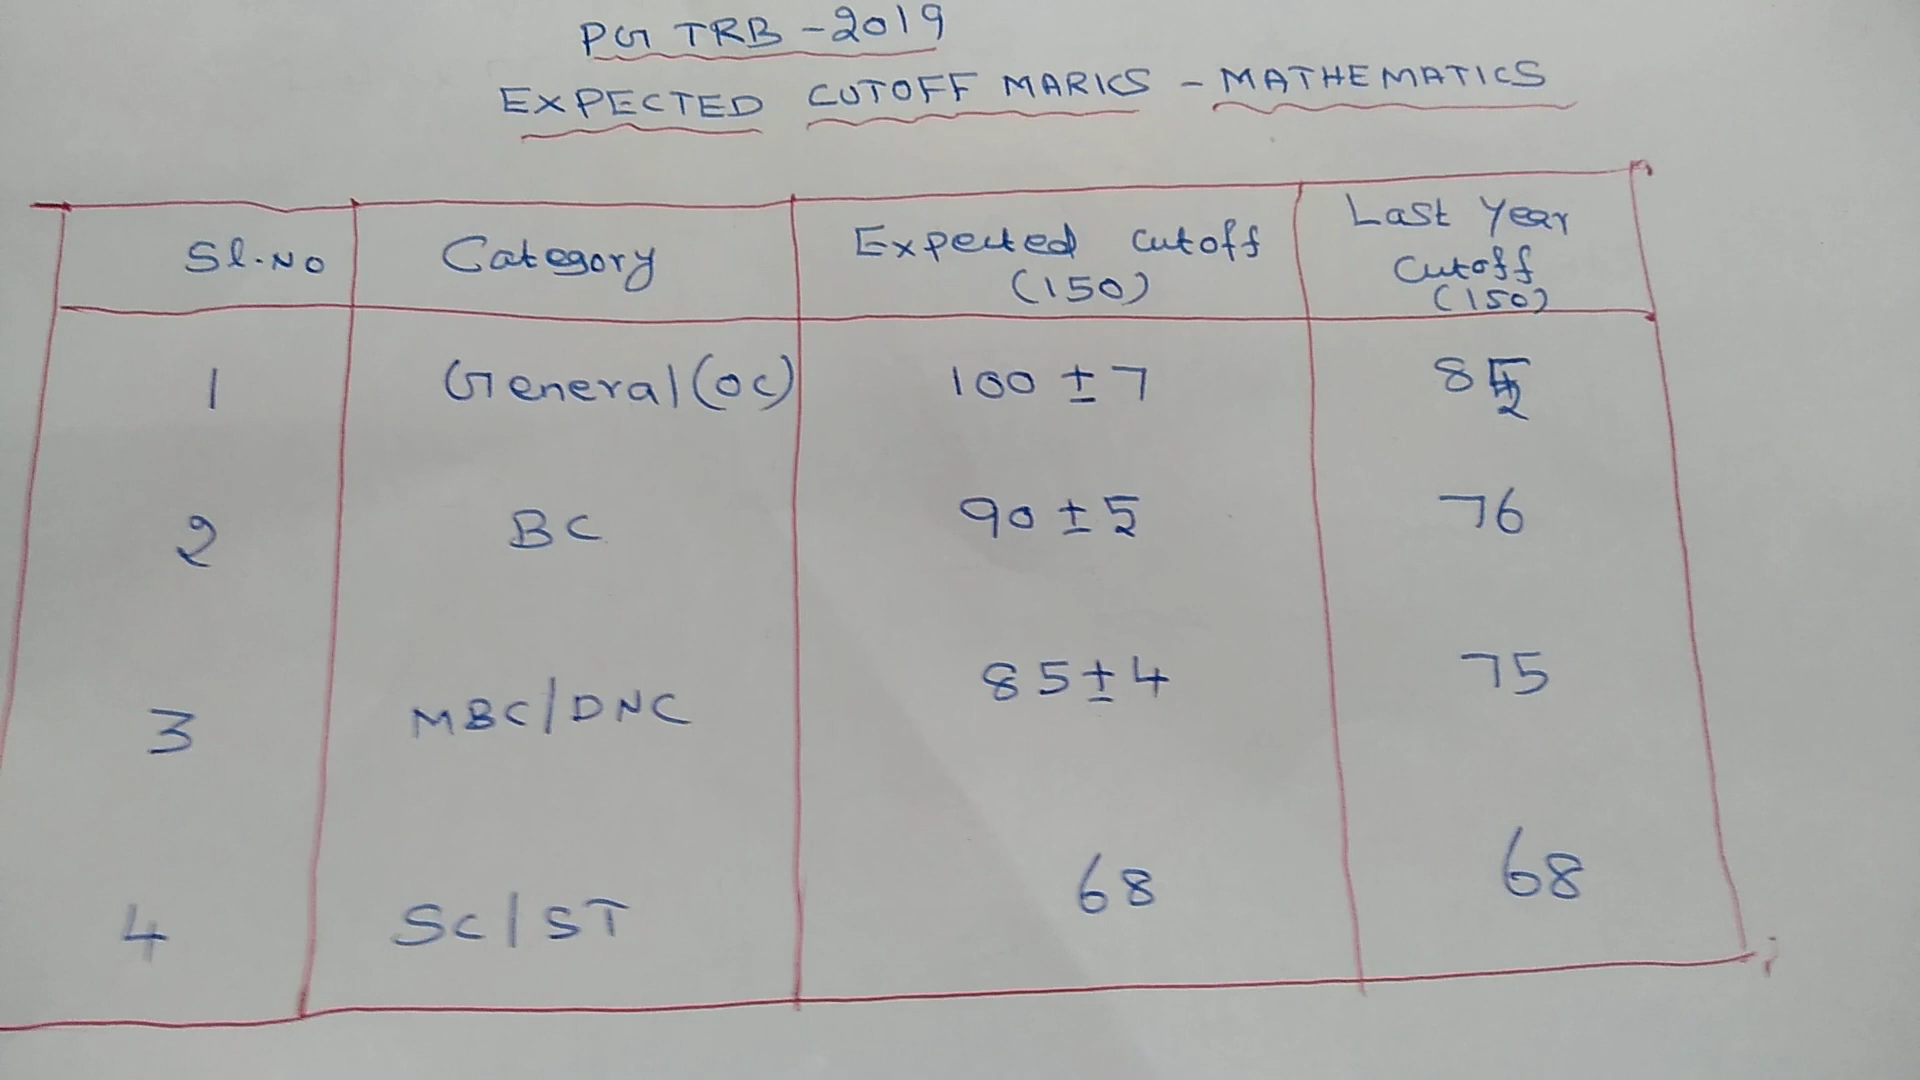 PG TRB - 2019
EXPECTED CUTOFF MARKS - MATHEMATICS
Sl.No Category Expected cutoff (150) Last Year Cutoff (150)
1 General (OC) 100 ± 7
2 BC 90 ± 5 76
3 MBC/DNC 85 ± 4 75
4 SC/ST 68 68